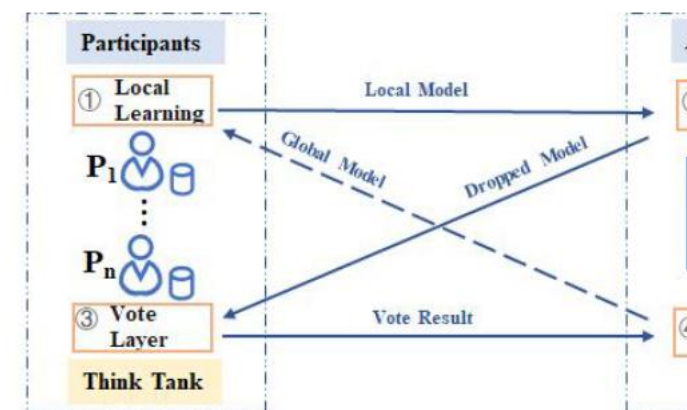 Participants
① Local
Learning
Local Model
Global Model
Dropped Model
P1
Pn
③ Vote
Layer
Vote Result
Think Tank